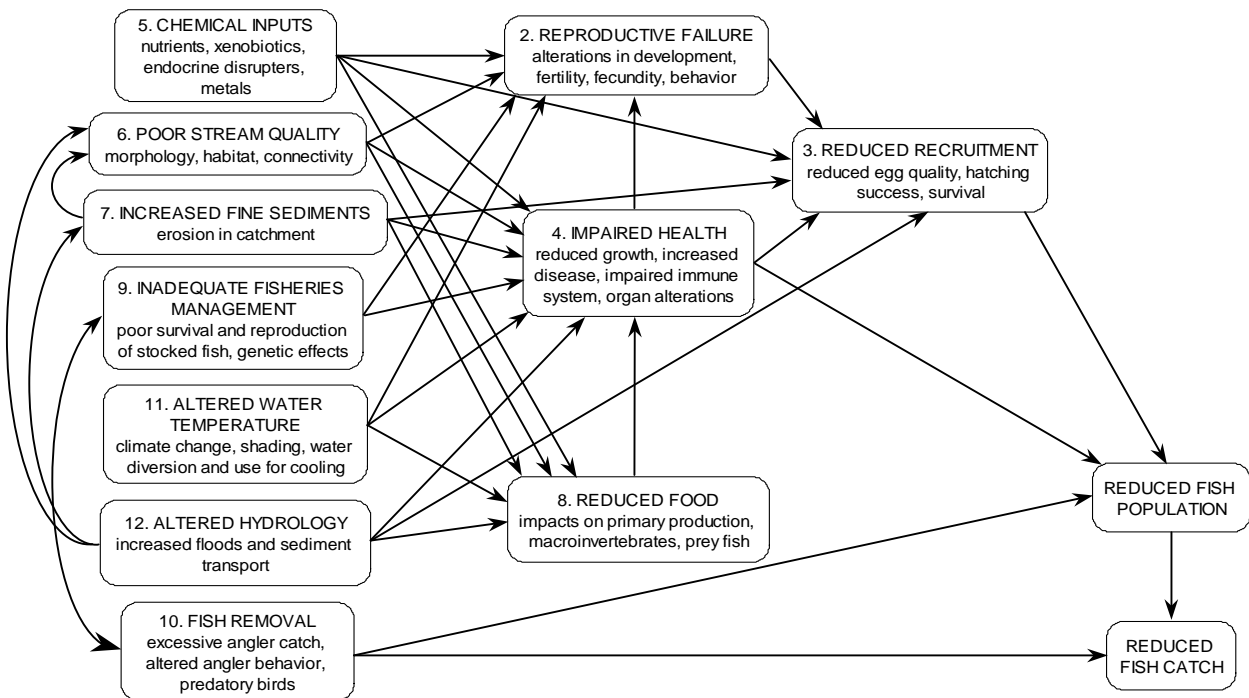 5. CHEMICAL INPUTS
nutrients, xenobiotics,
endocrine disrupters,
metals
2. REPRODUCTIVE FAILURE
alterations in development,
fertility, fecundity, behavior
6. POOR STREAM QUALITY
morphology, habitat, connectivity
3. REDUCED RECRUITMENT
reduced egg quality, hatching
success, survival
7. INCREASED FINE SEDIMENTS
erosion in catchment
4. IMPAIRED HEALTH
reduced growth, increased
disease, impaired immune
system, organ alterations
9. INADEQUATE FISHERIES
MANAGEMENT
poor survival and reproduction
of stocked fish, genetic effects
11. ALTERED WATER
TEMPERATURE
climate change, shading, water
diversion and use for cooling
8. REDUCED FOOD
impacts on primary production,
macroinvertebrates, prey fish
REDUCED FISH
POPULATION
12. ALTERED HYDROLOGY
increased floods and sediment
transport
10. FISH REMOVAL
excessive angler catch,
altered angler behavior,
predatory birds
REDUCED
FISH CATCH